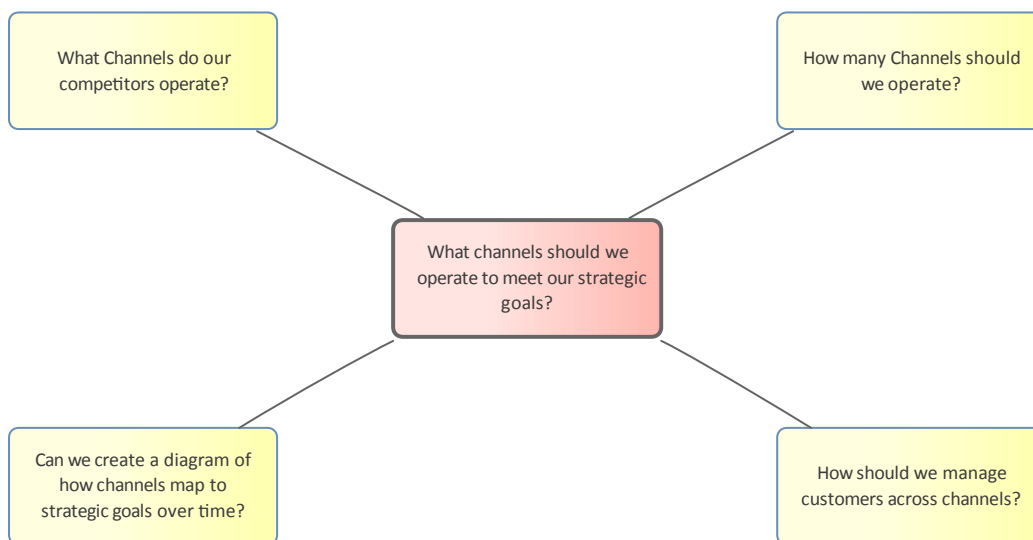 What Channels do our
competitors operate?
How many Channels should
we operate?
What channels should we
operate to meet our strategic
goals?
Can we create a diagram of
how channels map to
strategic goals over time?
How should we manage
customers across channels?